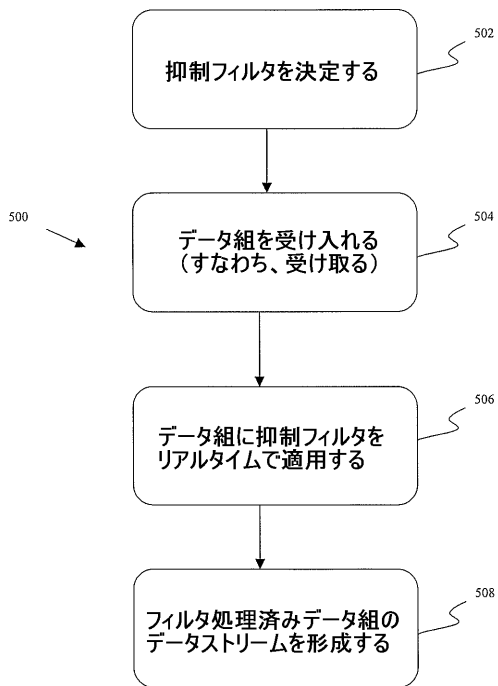 抑制フィルタを決定する
502
500
データ組を受け入れる
(すなわち、受け取る)
504
データ組に抑制フィルタを
リアルタイムで適用する
506
フィルタ処理済みデータ組の
データストリームを形成する
508